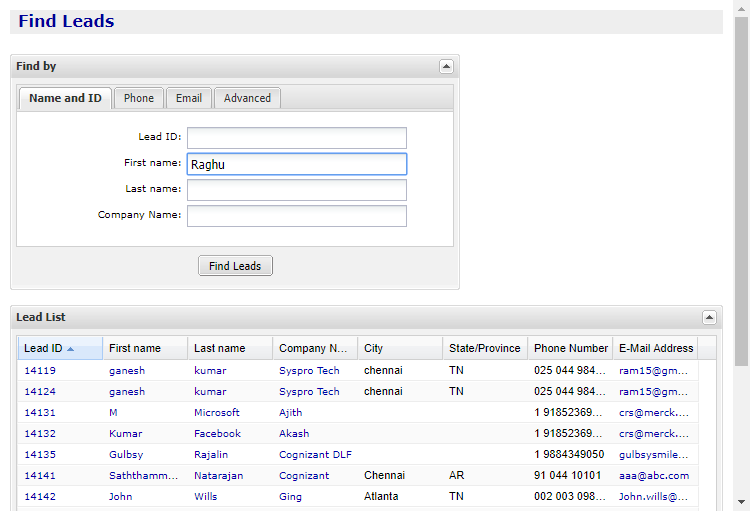 Find Leads
Find by
Name and ID Phone Email Advanced
Lead ID:
First name: Raghu
Last name:
Company Name:
Find Leads
Lead List
Lead ID First name Last name Company N... City State/Province Phone Number E-Mail Address
14119 ganesh kumar Syspro Tech chennai TN 025 044 984... ram15@gm...
14124 ganesh kumar Syspro Tech chennai TN 025 044 984... ram15@gm...
14131 M Microsoft Ajith 1 91852369... crs@merck....
14132 Kumar Facebook Akash 1 91852369... crs@merck....
14135 Gulbsy Rajalin Cognizant DLF 1 9884349050 gulbsysmile...
14141 Saththamm... Natarajan Cognizant Chennai AR 91 044 10101 aaa@abc.com
14142 John Wills Ging Atlanta TN 002 003 098... John.wills@...